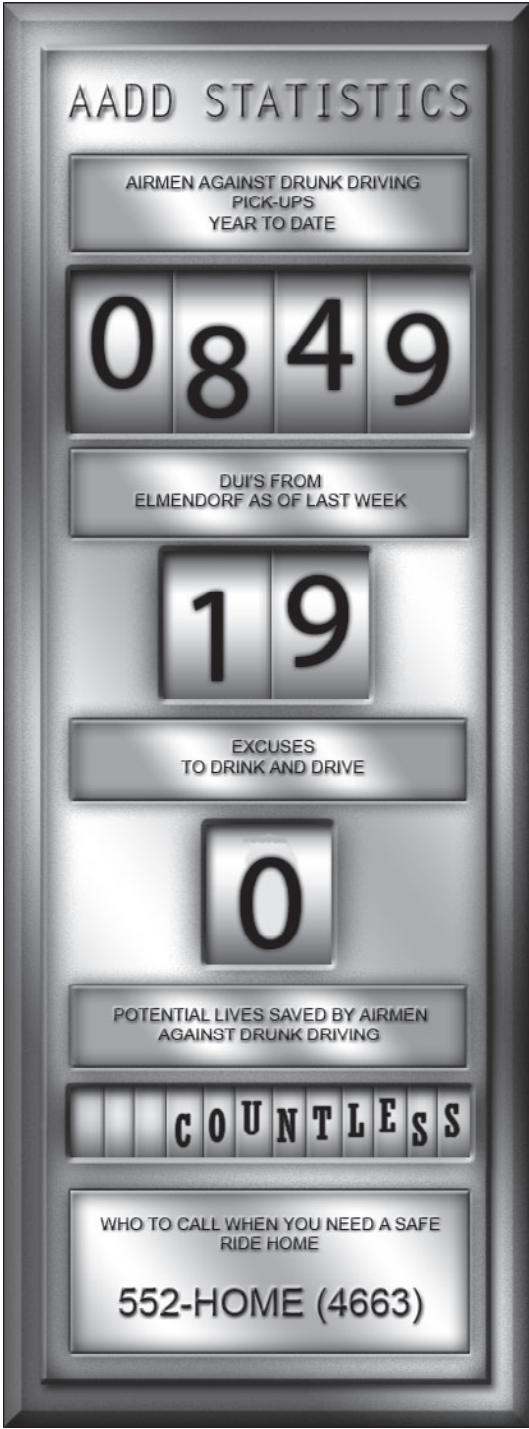 AADD STATISTICS
AIRMEN AGAINST DRUNK DRIVING
PICK-UPS
YEAR TO DATE
0849
DUI'S FROM
ELMENDORF AS OF LAST WEEK
19
EXCUSES
TO DRINK AND DRIVE
0
POTENTIAL LIVES SAVED BY AIRMEN
AGAINST DRUNK DRIVING
COUNTLESS
WHO TO CALL WHEN YOU NEED A SAFE
RIDE HOME
552-HOME (4663)